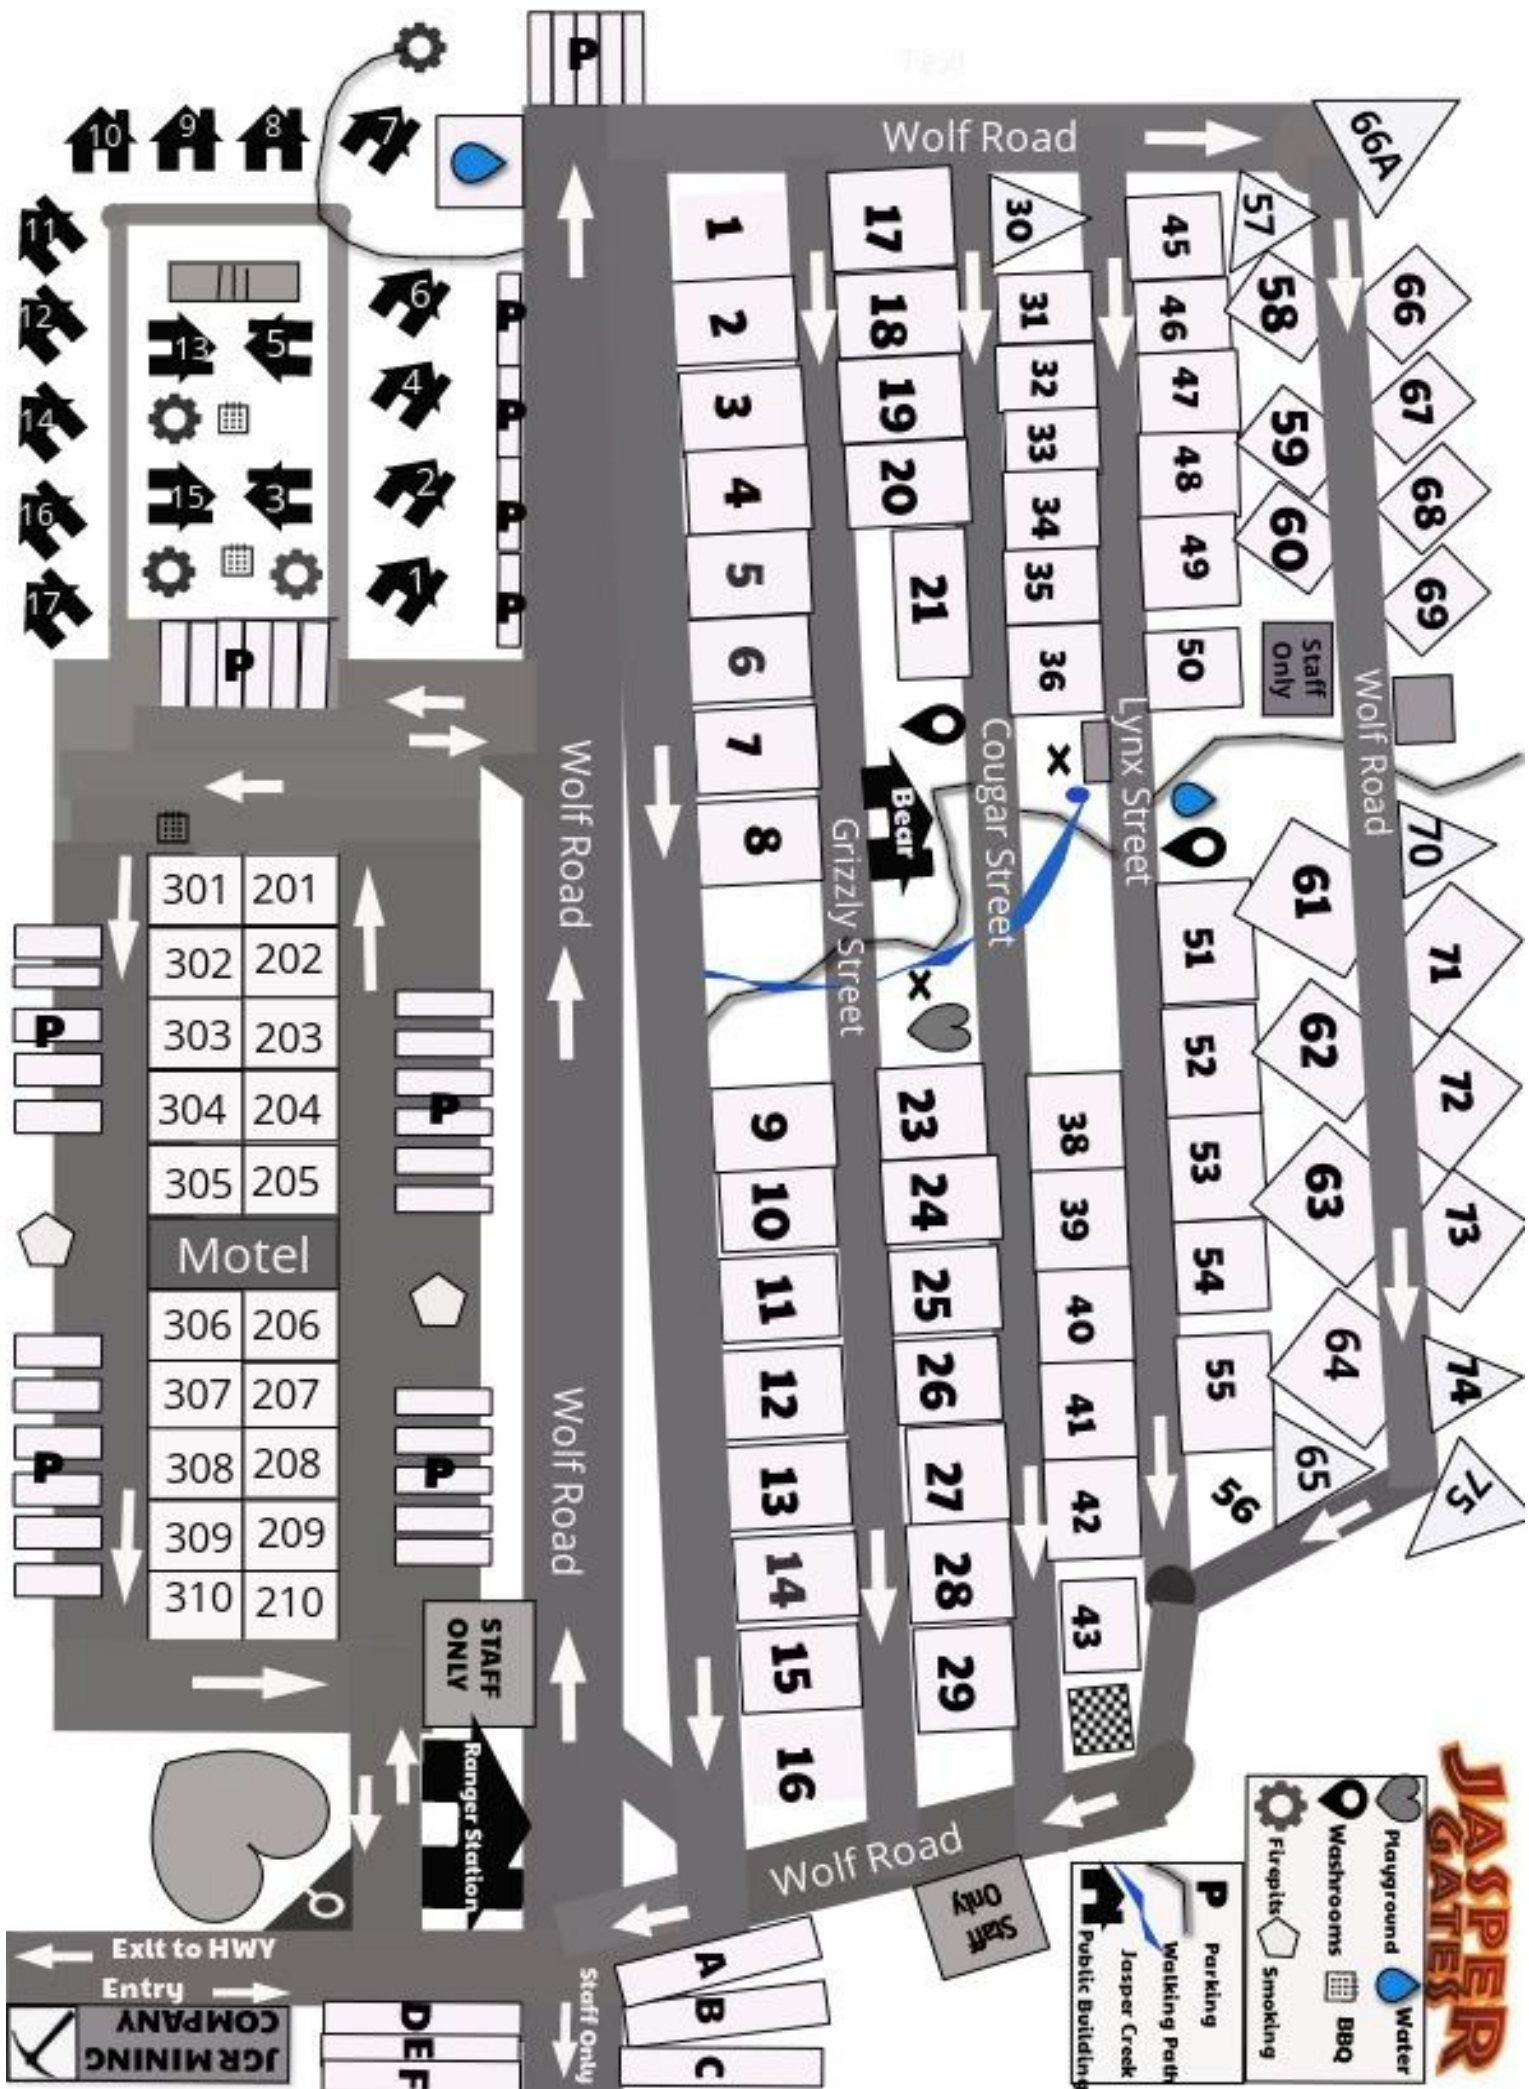 P
Text
Wolf Road
66A
10
9
8
7
11
12
14
16
17
6
4
2
1
13
5
15
3
P
P
P
P
P
1
2
3
4
5
6
7
8
9
10
11
12
13
14
15
16
17
18
19
20
21
23
24
25
26
27
28
29
30
31
32
33
34
35
36
38
39
40
41
42
43
45
46
47
48
49
50
51
52
53
54
55
56
57
58
59
60
61
62
63
64
65
66
67
68
69
70
71
72
73
74
75
Staff
Only
Wolf Road
Lynx Street
Cougar Street
Grizzly Street
Bear
x
x
Wolf Road
Wolf Road
301 201
302 202
303 203
304 204
305 205
Motel
306 206
307 207
308 208
309 209
310 210
P
P
P
P
STAFF
ONLY
Ranger Station
Wolf Road
Staff
Only
Exit to HWY
Entry
JGR MINING
COMPANY
Staff Only
A
B
C
D
E
F
JASPER
GATES
Playground
Water
Washrooms
BBQ
Firepits
Smoking
P
Parking
Walking Path
Jasper Creek
Public Building